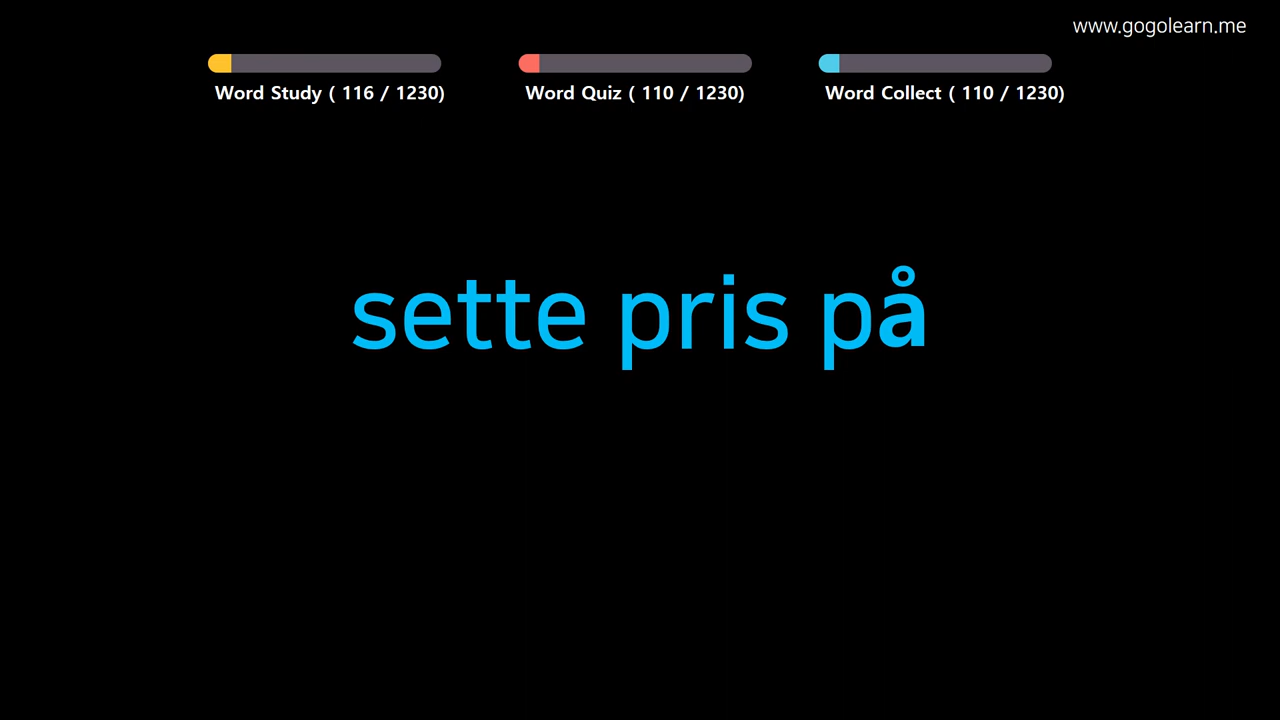 www.gogolearn.me
Word Study ( 116 / 1230)
Word Quiz ( 110 / 1230)
Word Collect ( 110 / 1230)
sette pris på